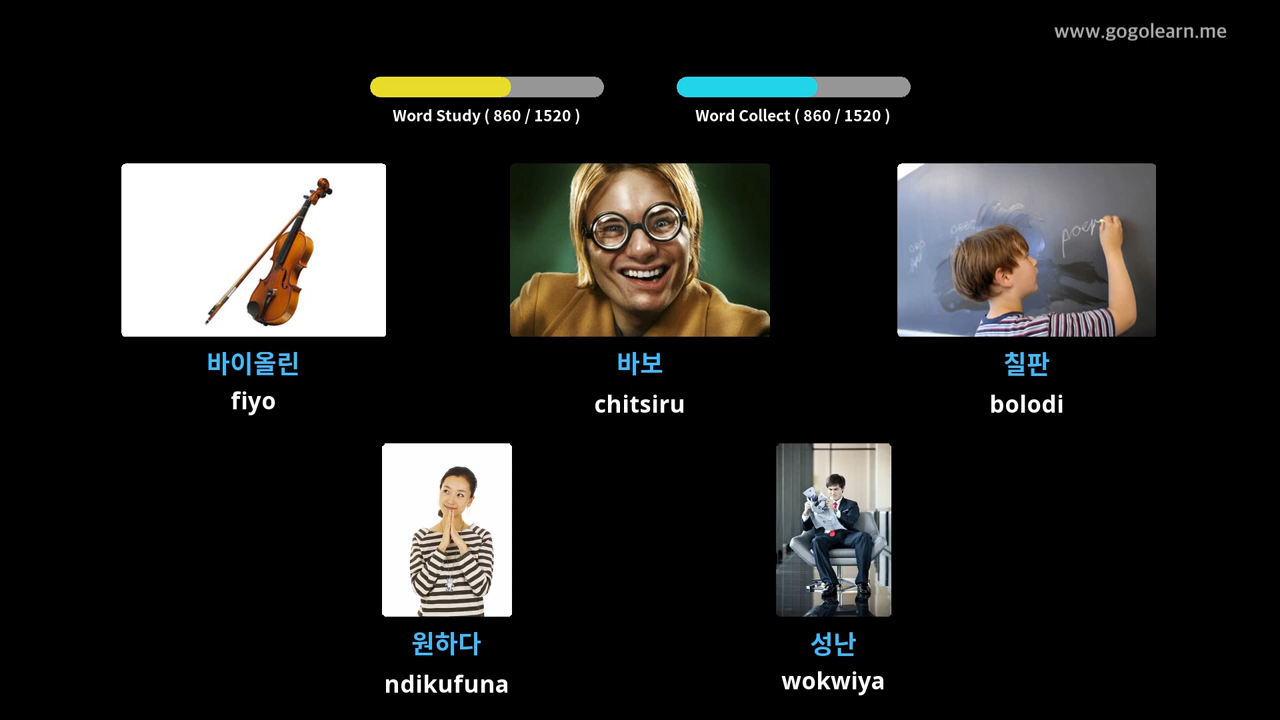 www.gogolearn.me
Word Study ( 860 / 1520 )
Word Collect ( 860 / 1520 )
바이올린
fiyo
바보
chitsiru
칠판
bolodi
원하다
ndikufuna
성난
wokwiya